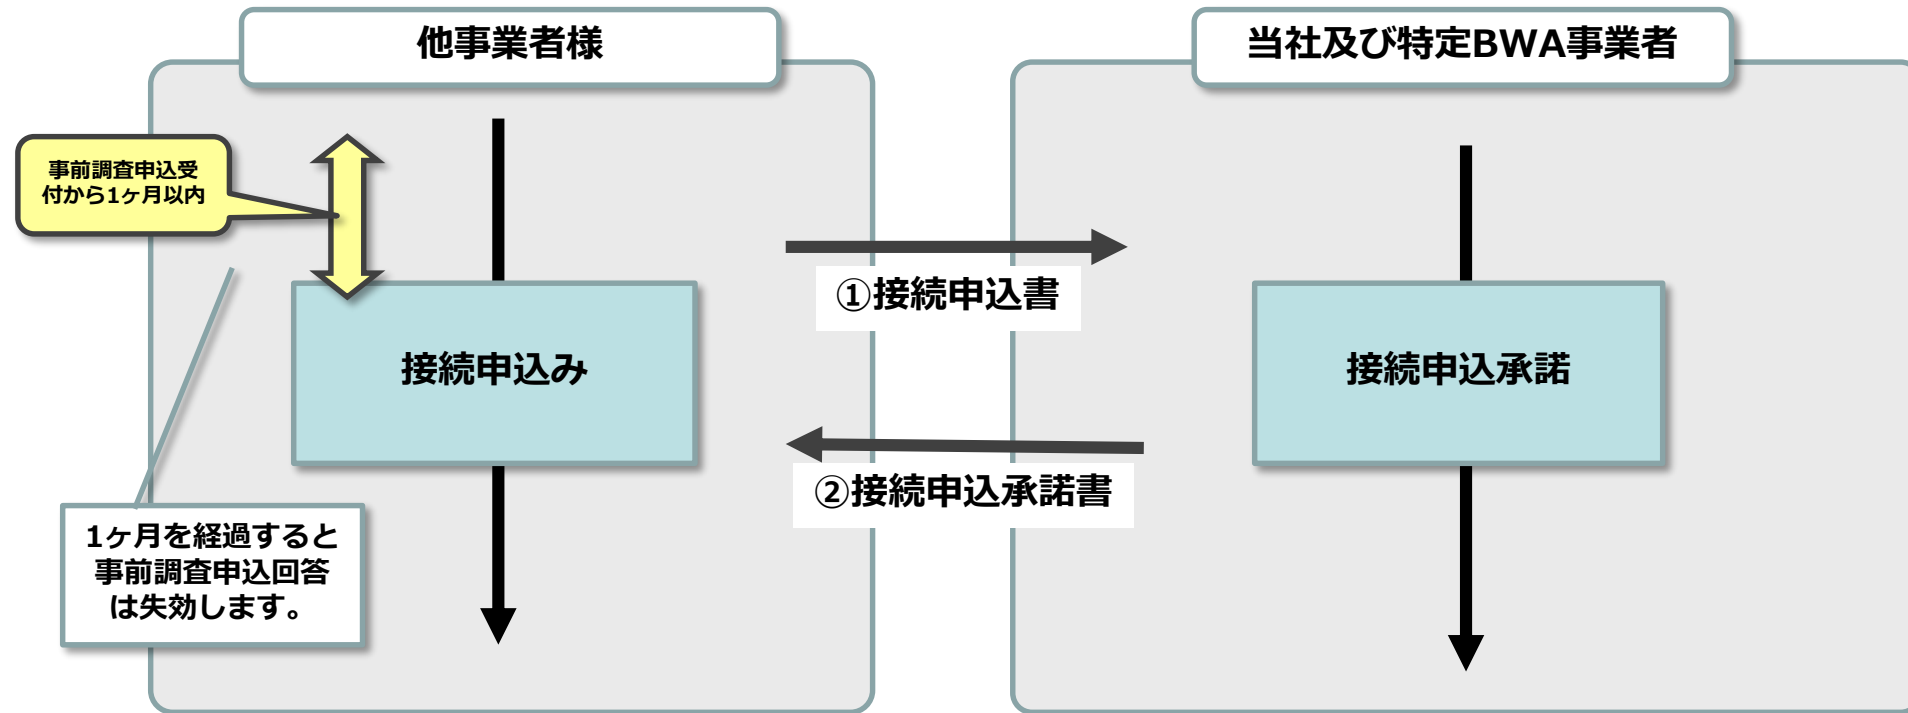 他事業者様
当社及び特定BWA事業者
事前調査申込受
付から1ヶ月以内
①接続申込書
接続申込み
接続申込承諾
②接続申込承諾書
1ヶ月を経過すると
事前調査申込回答
は失効します。